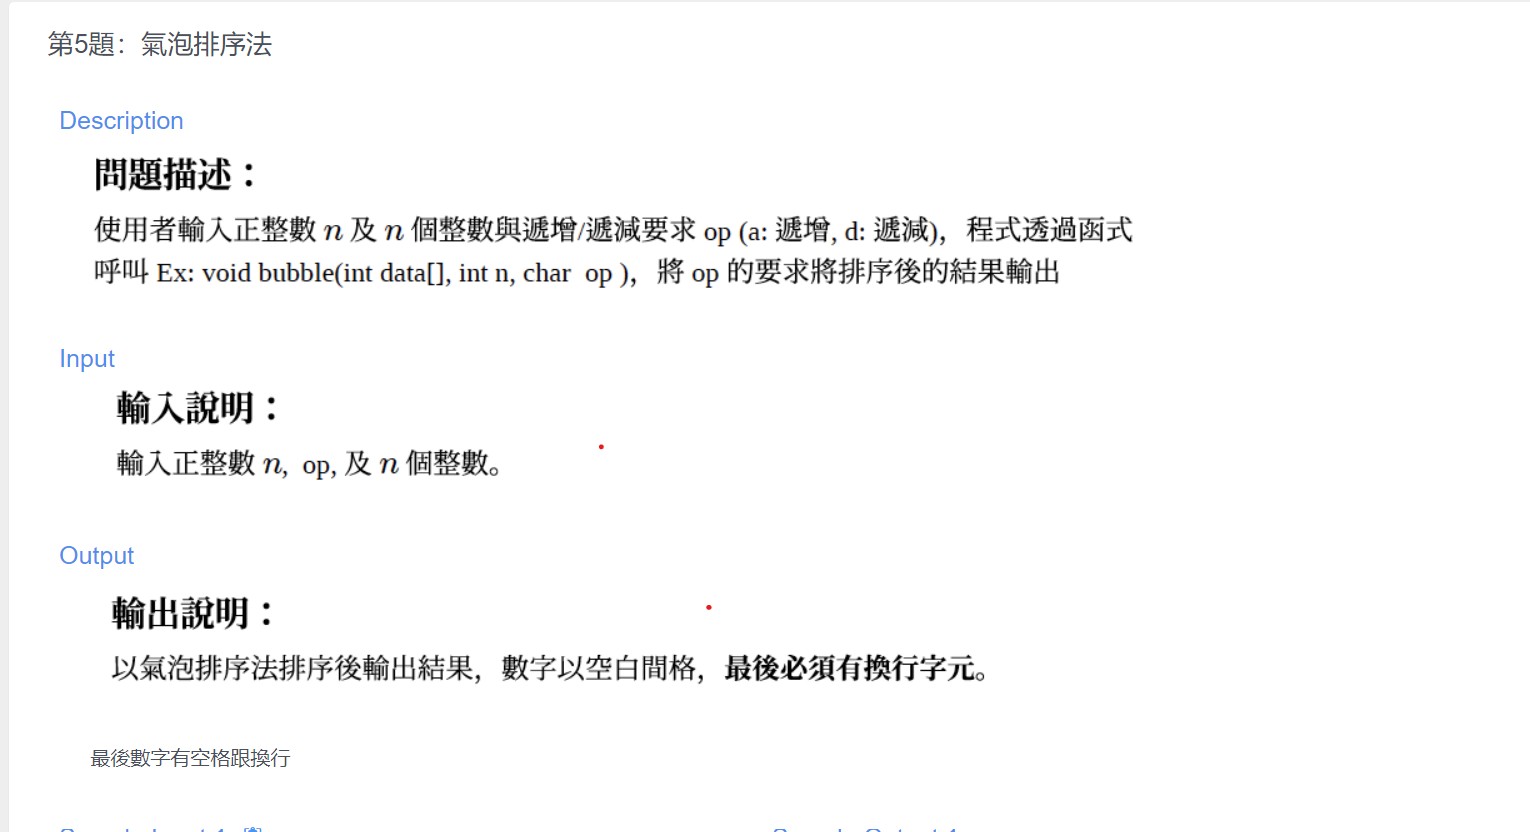 第5題：氣泡排序法
Description
問題描述：
使用者輸入正整數 n 及 n 個整數與遞增/遞減要求 op (a: 遞增, d: 遞減)，程式透過函式
呼叫 Ex: void bubble(int data[], int n, char  op )，將 op 的要求將排序後的結果輸出
Input
輸入說明：
輸入正整數 n,  op, 及 n 個整數。
Output
輸出說明：
以氣泡排序法排序後輸出結果，數字以空白間格，最後必須有換行字元。
最後數字有空格跟換行